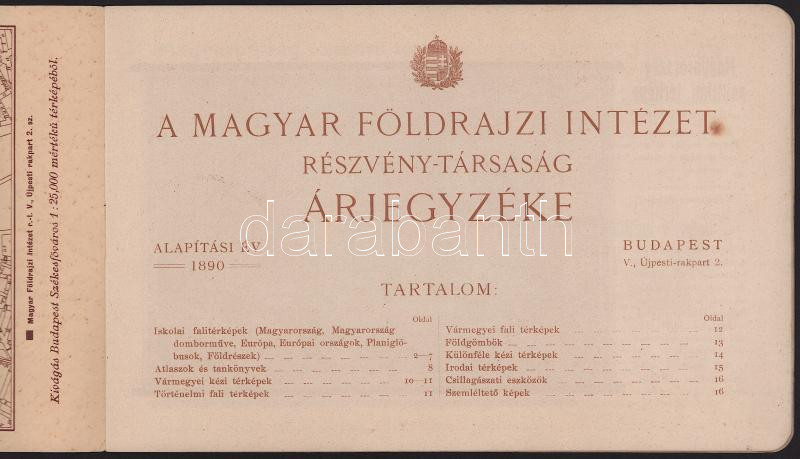 Magyar Földrajzi Intézet r.-t. V., Újpesti rakpart 2. sz.
Kivágás Budapest Székesfőváros 1:25,000 mértékű térképéből.
A MAGYAR FÖLDRAJZI INTÉZET
RÉSZVÉNY-TÁRSASÁG
ÁRJEGYZÉKE
darabanth
ALAPÍTÁSI ÉV
1890
BUDAPEST
V., Újpesti-rakpart 2.
TARTALOM:
Oldal
Iskolai falitérképek (Magyarország, Magyarország
domborműve, Európa, Európai országok, Planigló-
busok, Földrészek) 2–7
Atlaszok és tankönyvek 8
Vármegyei kézi térképek 10–11
Történelmi fali térképek 11
Oldal
Vármegyei fali térképek 12
Földgömbök 13
Különféle kézi térképek 14
Irodai térképek 15
Csillagászati eszközök 16
Szemléltető képek 16